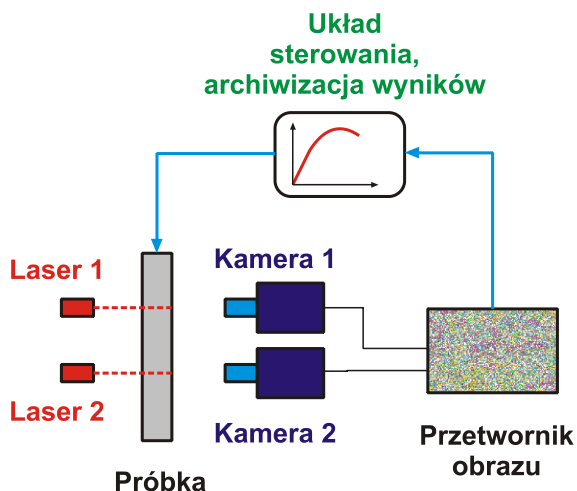 Układ
sterowania,
archiwizacja wyników
Laser 1
Kamera 1
Laser 2
Kamera 2
Próbka
Przetwornik
obrazu